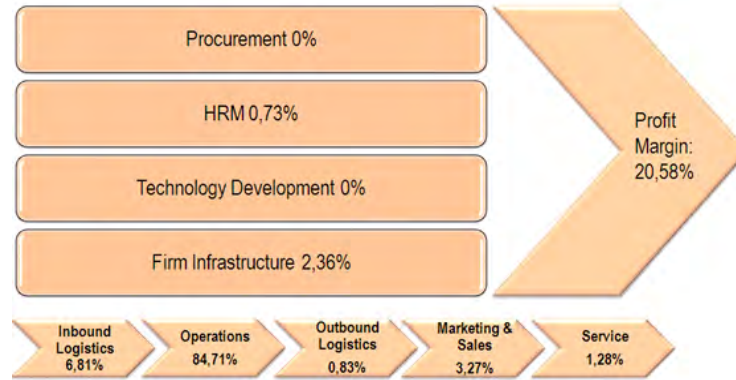 Procurement 0%
HRM 0,73%
Technology Development 0%
Firm Infrastructure 2,36%
Profit
Margin:
20,58%
Inbound
Logistics
6,81%
Operations
84,71%
Outbound
Logistics
0,83%
Marketing &
Sales
3,27%
Service
1,28%